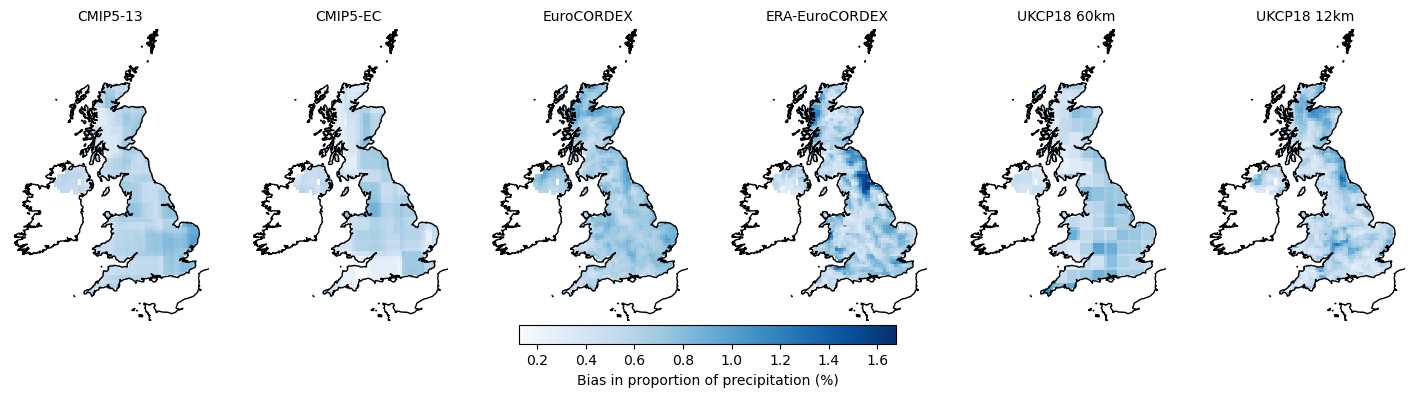 CMIP5-13 CMIP5-EC EuroCORDEX ERA-EuroCORDEX UKCP18 60km UKCP18 12km
0.2 0.4 0.6 0.8 1.0 1.2 1.4 1.6
Bias in proportion of precipitation (%)